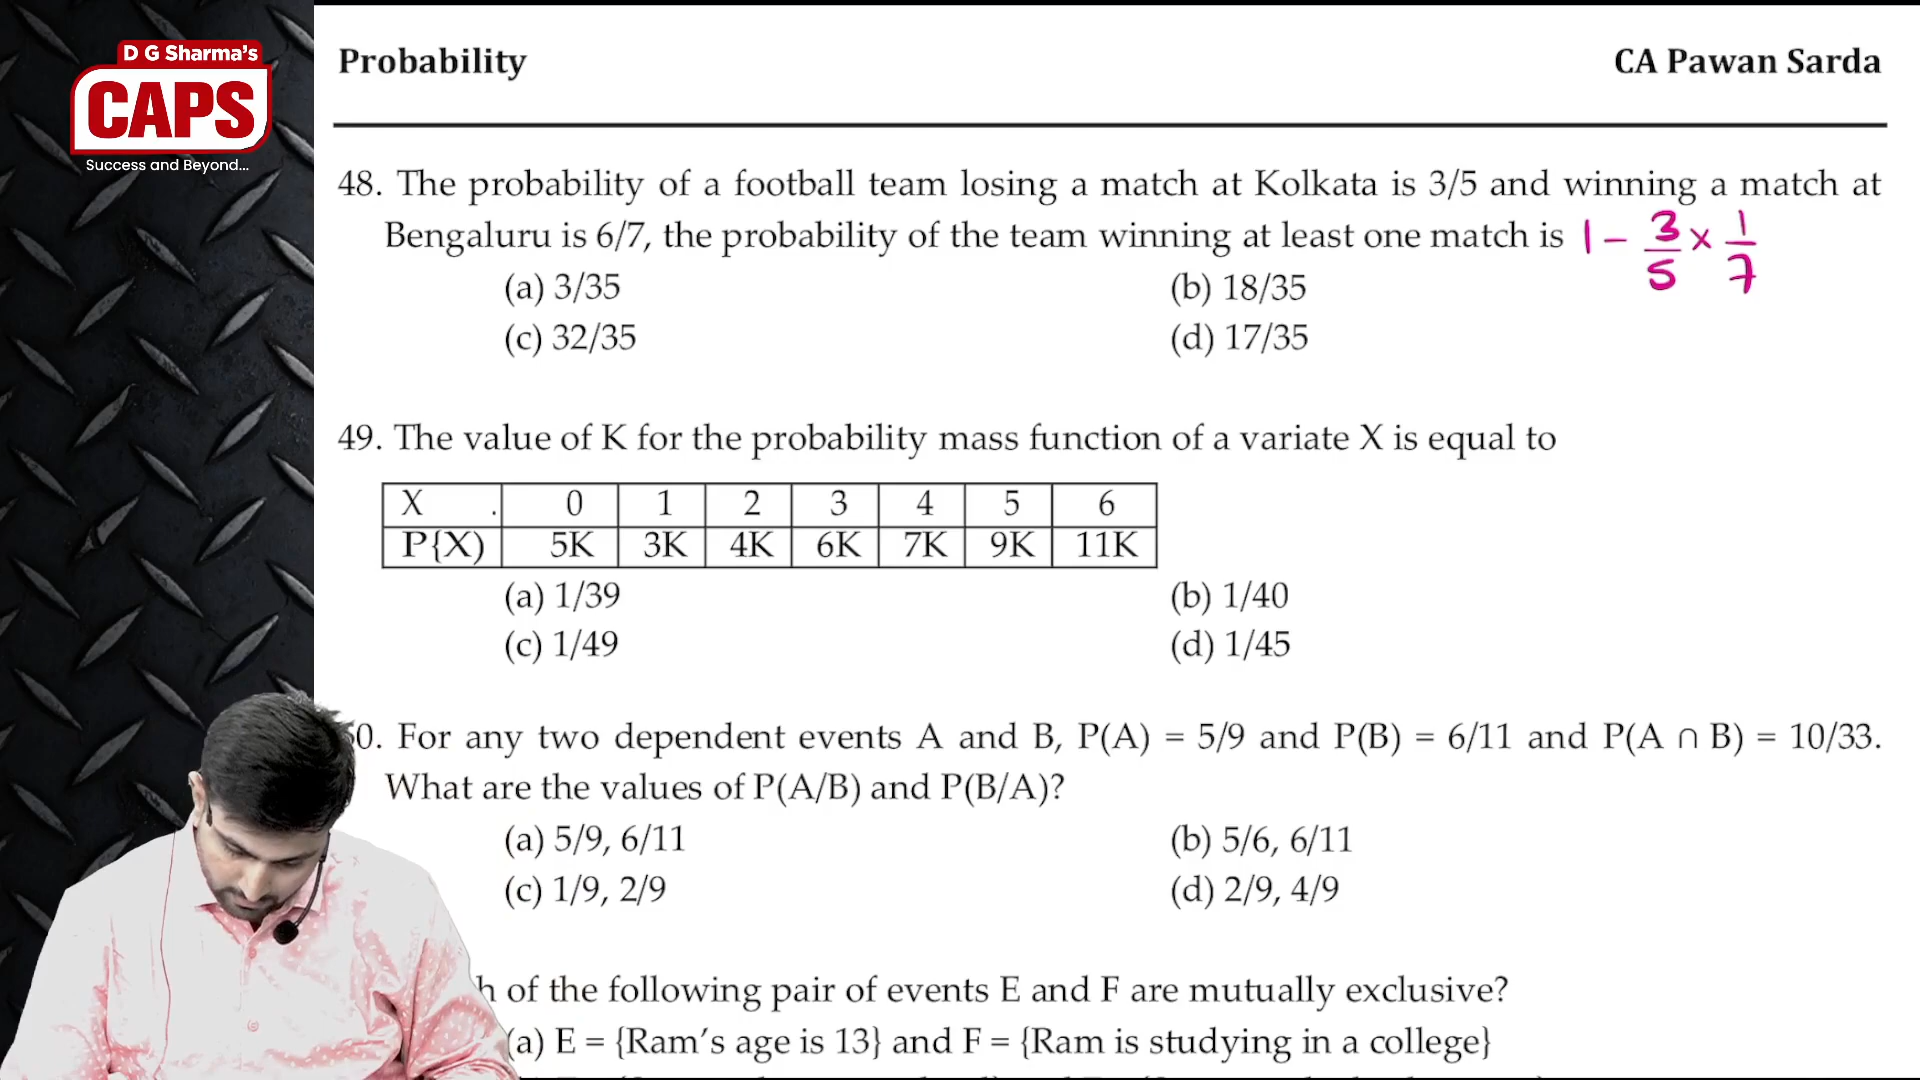 D G Sharma's
CAPS
Success and Beyond...
Probability
CA Pawan Sarda
48. The probability of a football team losing a match at Kolkata is 3/5 and winning a match at
Bengaluru is 6/7, the probability of the team winning at least one match is 1 - 3/5 x 1/7
(a) 3/35 (b) 18/35
(c) 32/35 (d) 17/35
49. The value of K for the probability mass function of a variate X is equal to
X . 0 1 2 3 4 5 6
P{X) 5K 3K 4K 6K 7K 9K 11K
(a) 1/39 (b) 1/40
(c) 1/49 (d) 1/45
0. For any two dependent events A and B, P(A) = 5/9 and P(B) = 6/11 and P(A ∩ B) = 10/33.
What are the values of P(A/B) and P(B/A)?
(a) 5/9, 6/11 (b) 5/6, 6/11
(c) 1/9, 2/9 (d) 2/9, 4/9
h of the following pair of events E and F are mutually exclusive?
(a) E = {Ram's age is 13} and F = {Ram is studying in a college}